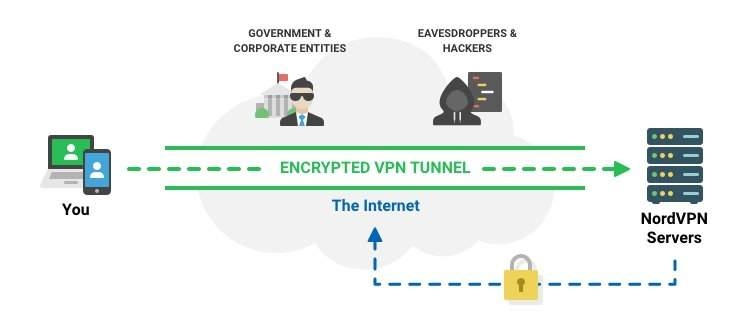 GOVERNMENT &
CORPORATE ENTITIES
EAVESDROPPERS &
HACKERS
ENCRYPTED VPN TUNNEL
You
The Internet
NordVPN
Servers